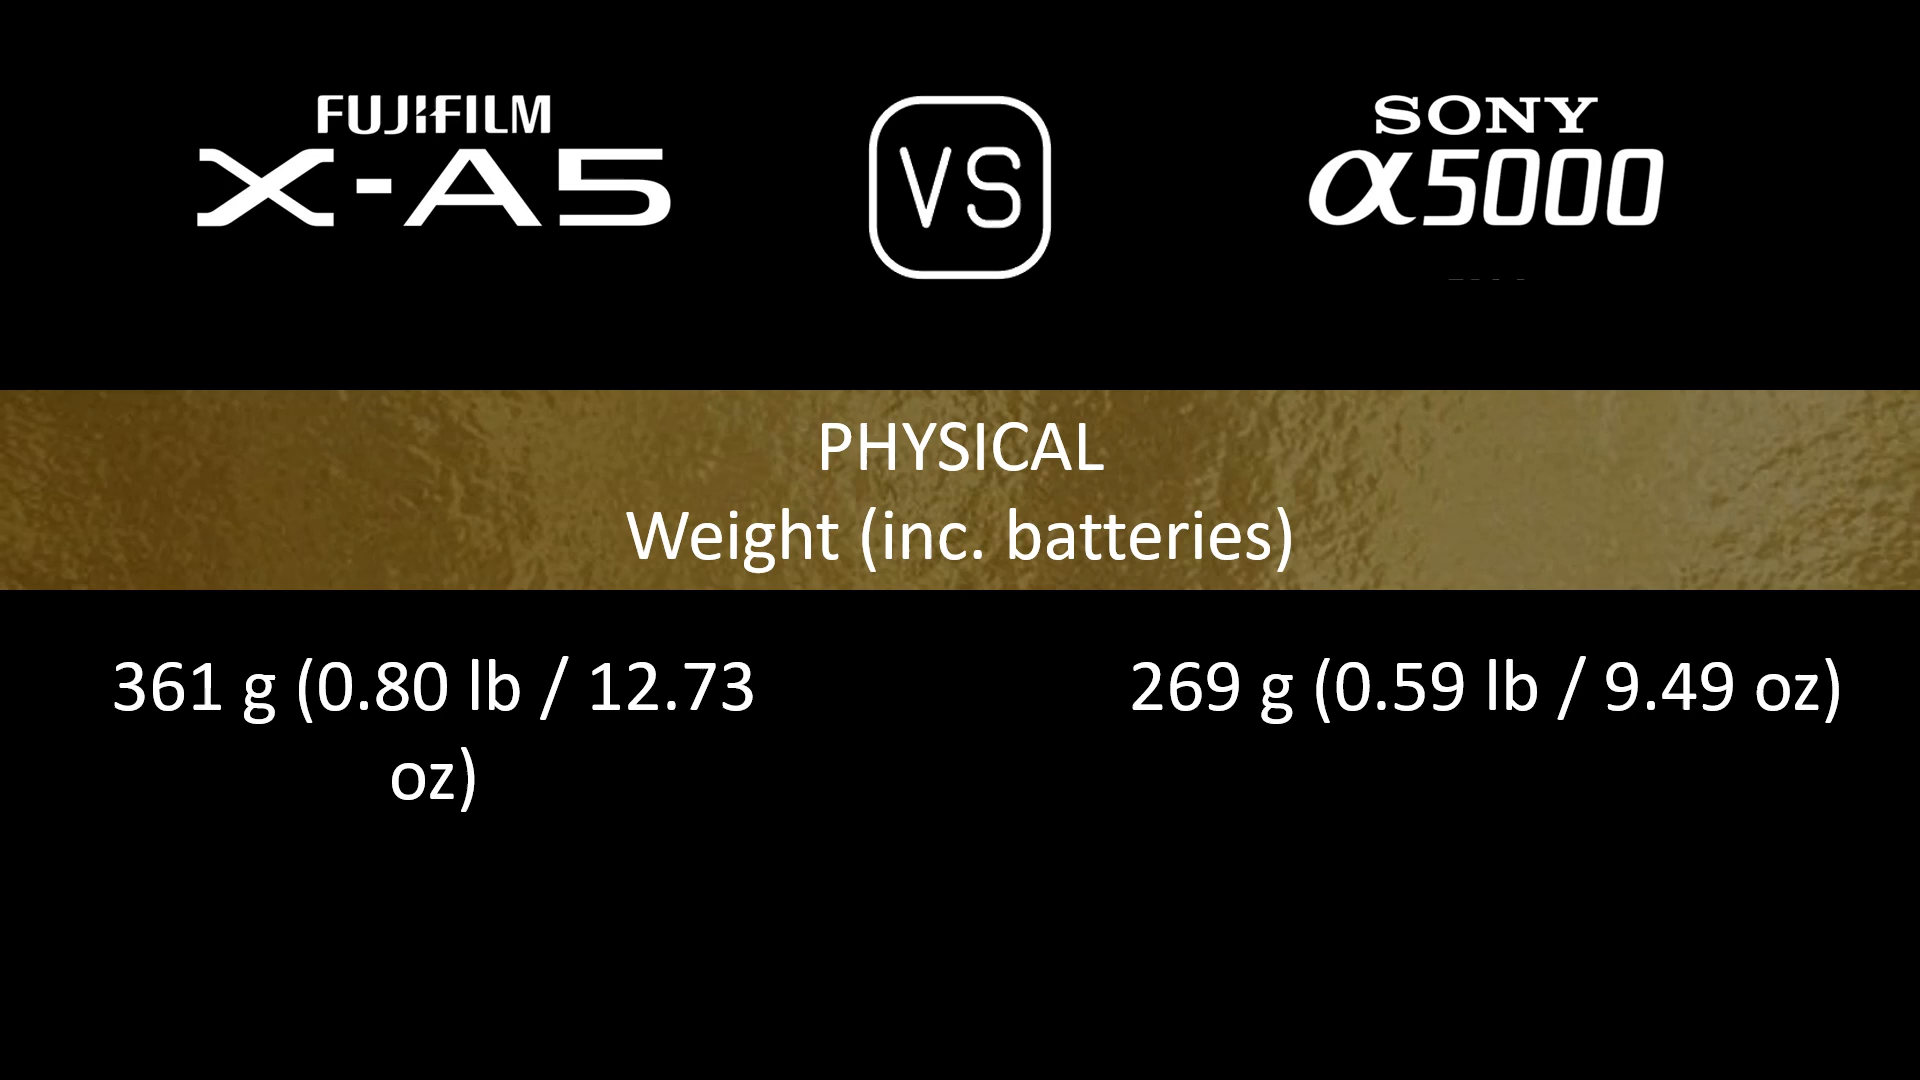 FUJIFILM
X-A5
VS
SONY
α5000
PHYSICAL
Weight (inc. batteries)
361 g (0.80 lb / 12.73
oz)
269 g (0.59 lb / 9.49 oz)